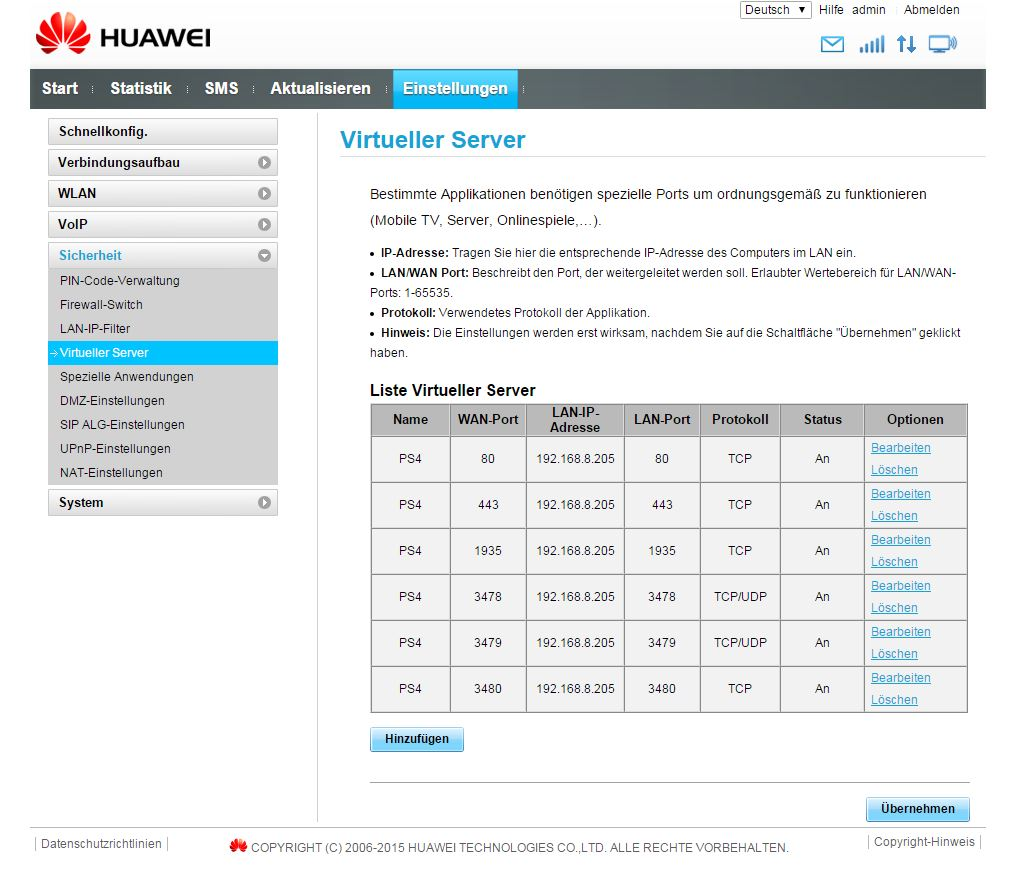 Deutsch ▼ Hilfe admin Abmelden
HUAWEI
Start Statistik SMS Aktualisieren Einstellungen
Schnellkonfig.
Verbindungsaufbau
WLAN
VoIP
Sicherheit
PIN-Code-Verwaltung
Firewall-Switch
LAN-IP-Filter
Virtueller Server
Spezielle Anwendungen
DMZ-Einstellungen
SIP ALG-Einstellungen
UPnP-Einstellungen
NAT-Einstellungen
System
Virtueller Server
Bestimmte Applikationen benötigen spezielle Ports um ordnungsgemäß zu funktionieren
(Mobile TV, Server, Onlinespiele,...).
• IP-Adresse: Tragen Sie hier die entsprechende IP-Adresse des Computers im LAN ein.
• LAN/WAN Port: Beschreibt den Port, der weitergeleitet werden soll. Erlaubter Wertebereich für LAN/WAN-
Ports: 1-65535.
• Protokoll: Verwendetes Protokoll der Applikation.
• Hinweis: Die Einstellungen werden erst wirksam, nachdem Sie auf die Schaltfläche "Übernehmen" geklickt
haben.
Liste Virtueller Server
Name WAN-Port LAN-IP-Adresse LAN-Port Protokoll Status Optionen
PS4 80 192.168.8.205 80 TCP An Bearbeiten
Löschen
PS4 443 192.168.8.205 443 TCP An Bearbeiten
Löschen
PS4 1935 192.168.8.205 1935 TCP An Bearbeiten
Löschen
PS4 3478 192.168.8.205 3478 TCP/UDP An Bearbeiten
Löschen
PS4 3479 192.168.8.205 3479 TCP/UDP An Bearbeiten
Löschen
PS4 3480 192.168.8.205 3480 TCP An Bearbeiten
Löschen
Hinzufügen
Übernehmen
Datenschutzrichtlinien
COPYRIGHT (C) 2006-2015 HUAWEI TECHNOLOGIES CO.,LTD. ALLE RECHTE VORBEHALTEN.
Copyright-Hinweis